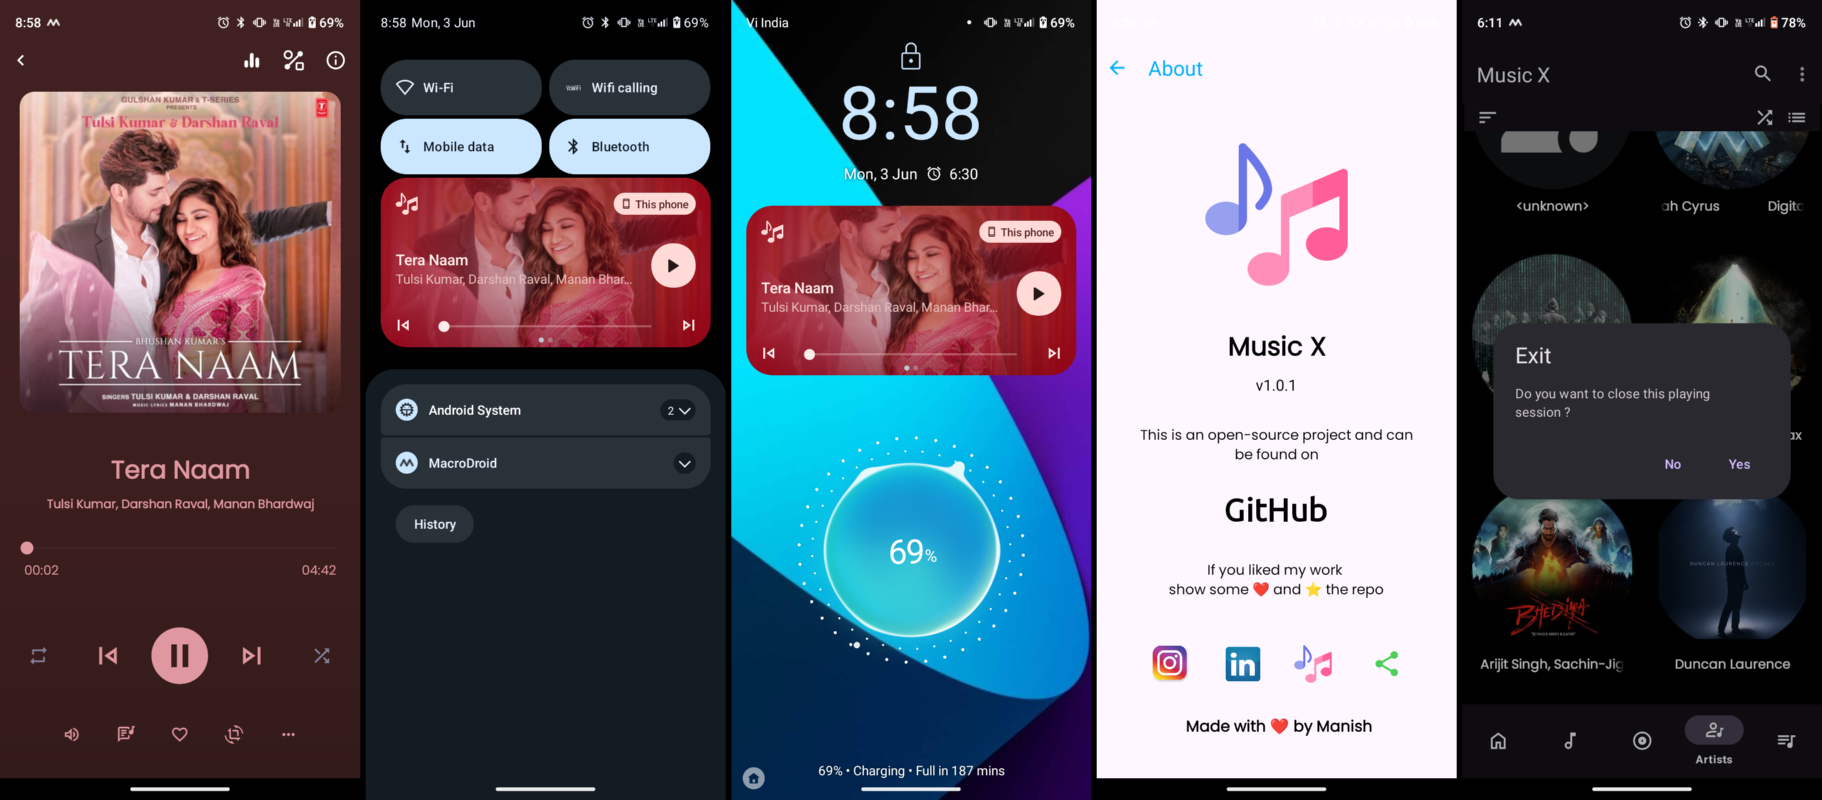 8:58
69%
GULSHAN KUMAR & T-SERIES
PRESENTS
Tulsi Kumar & Darshan Raval
BHUSHAN KUMAR'S
TERA NAAM
SINGERS TULSI KUMAR & DARSHAN RAVAL
MUSIC-LYRICS MANAN BHARDWAJ
Tera Naam
Tulsi Kumar, Darshan Raval, Manan Bhardwaj
00:02
04:42
8:58 Mon, 3 Jun
69%
Wi-Fi
Wifi calling
Mobile data
Bluetooth
This phone
Tera Naam
Tulsi Kumar, Darshan Raval, Manan Bhar...
Android System
2
MacroDroid
History
Vi India
69%
8:58
Mon, 3 Jun
6:30
This phone
Tera Naam
Tulsi Kumar, Darshan Raval, Manan Bhar...
69%
69% • Charging • Full in 187 mins
About
Music X
v1.0.1
This is an open-source project and can
be found on
GitHub
If you liked my work
show some ❤️ and ⭐ the repo
in
Made with ❤️ by Manish
6:11
78%
Music X
<unknown>
ah Cyrus
Digit
Exit
Do you want to close this playing
session ?
ax
No
Yes
BHEDIYA
DUNCAN LAURENCE
Arijit Singh, Sachin-Jig
Duncan Laurence
Artists